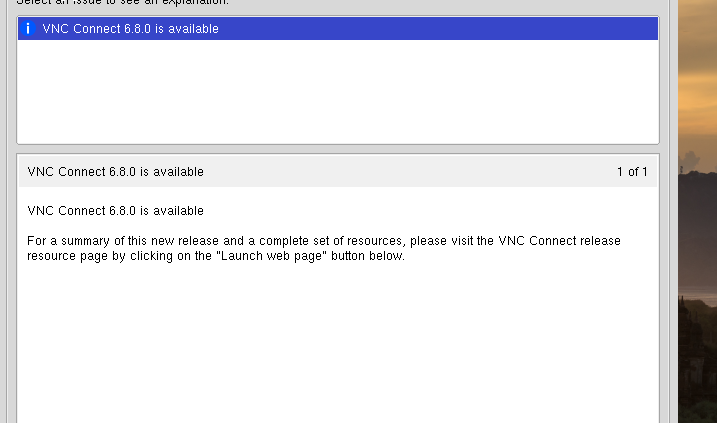 Select an issue to see an explanation.
i VNC Connect 6.8.0 is available
VNC Connect 6.8.0 is available 1 of 1
VNC Connect 6.8.0 is available
For a summary of this new release and a complete set of resources, please visit the VNC Connect release
resource page by clicking on the "Launch web page" button below.